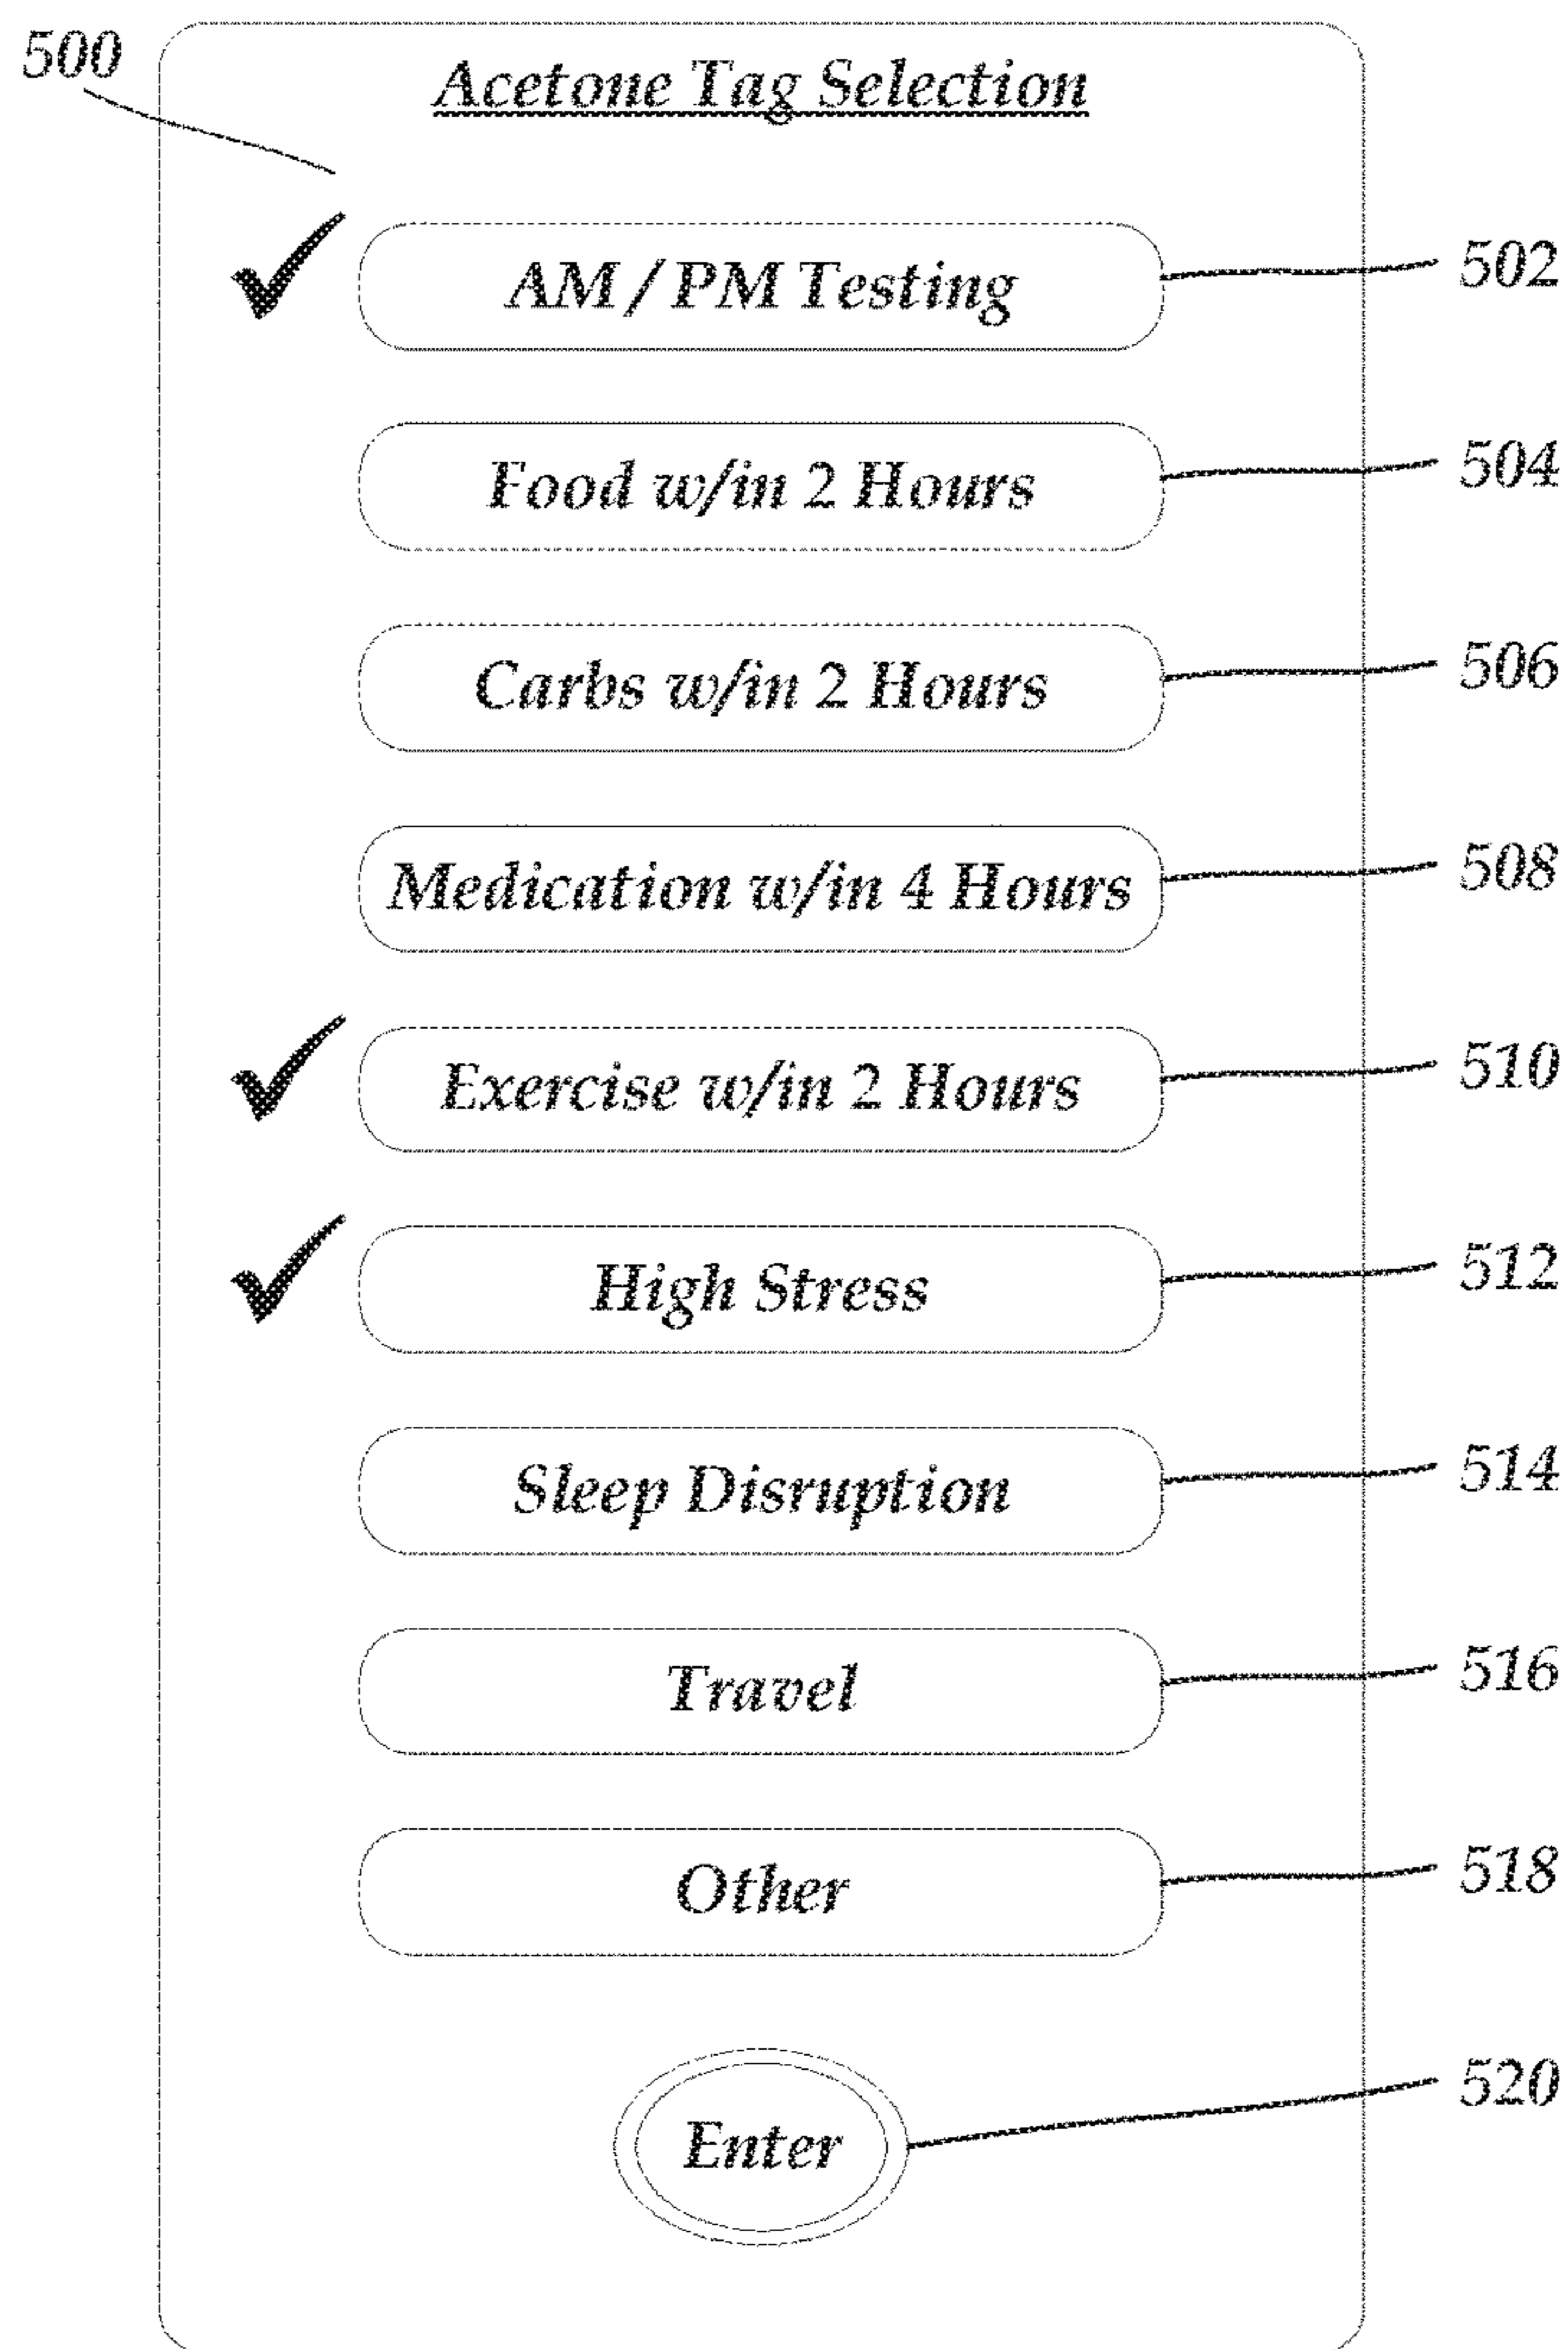 500
Acetone Tag Selection
AM / PM Testing 502
Food w/in 2 Hours 504
Carbs w/in 2 Hours 506
Medication w/in 4 Hours 508
Exercise w/in 2 Hours 510
High Stress 512
Sleep Disruption 514
Travel 516
Other 518
Enter 520